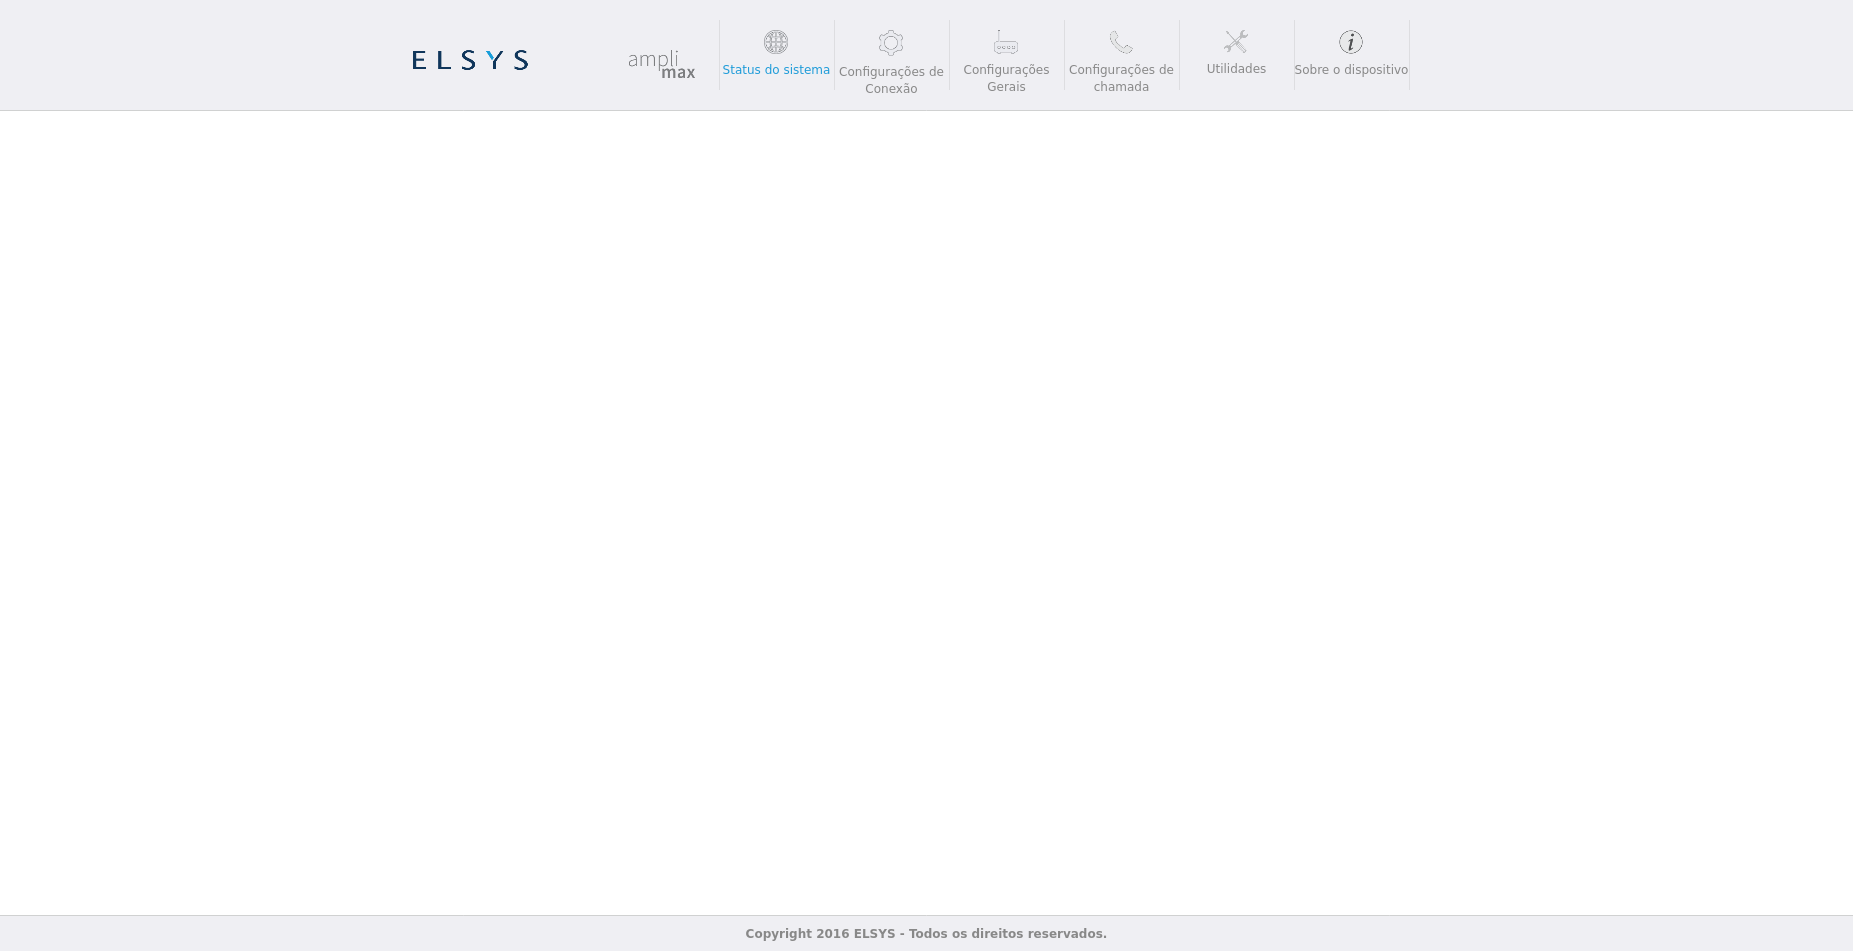 ELSYS
ampli
max
Status do sistema
Configurações de
Conexão
Configurações
Gerais
Configurações de
chamada
Utilidades
Sobre o dispositivo
Copyright 2016 ELSYS - Todos os direitos reservados.